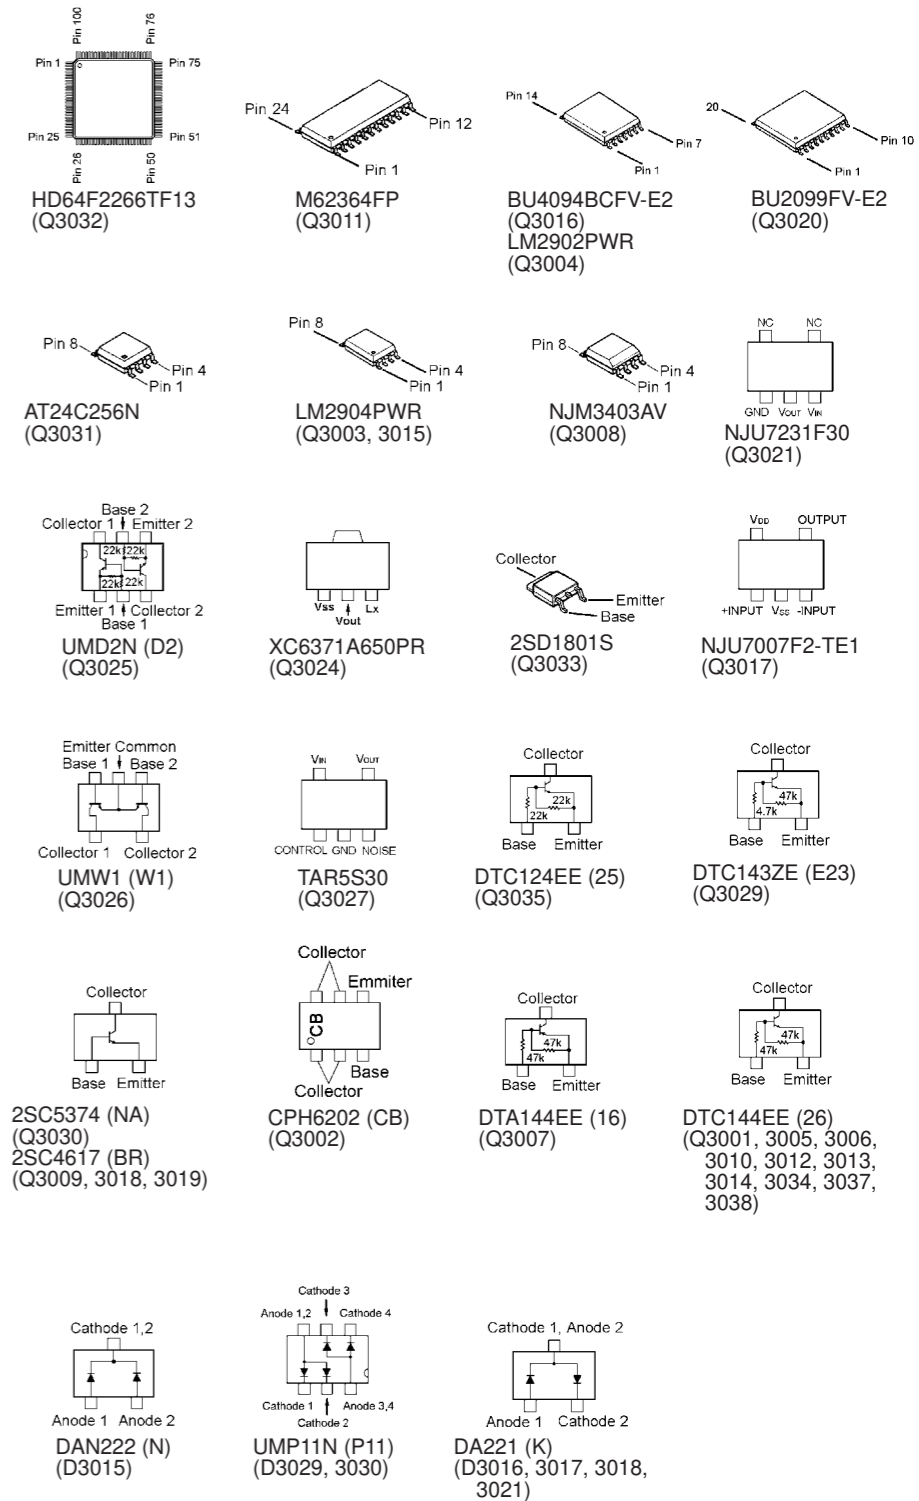 Pin 100
Pin 76
Pin 1
Pin 75
Pin 25
Pin 51
Pin 26
Pin 50
HD64F2266TF13
(Q3032)
Pin 24
Pin 12
Pin 1
M62364FP
(Q3011)
Pin 14
Pin 7
Pin 1
BU4094BCFV-E2
(Q3016)
LM2902PWR
(Q3004)
20
Pin 10
Pin 1
BU2099FV-E2
(Q3020)
Pin 8
Pin 4
Pin 1
AT24C256N
(Q3031)
Pin 8
Pin 4
Pin 1
LM2904PWR
(Q3003, 3015)
Pin 8
Pin 4
Pin 1
NJM3403AV
(Q3008)
NC NC
GND VOUT VIN
NJU7231F30
(Q3021)
Base 2
Collector 1 Emitter 2
22k 22k
22k 22k
Emitter 1 Collector 2
Base 1
UMD2N (D2)
(Q3025)
Vss Lx
Vout
XC6371A650PR
(Q3024)
Collector
Emitter
Base
2SD1801S
(Q3033)
VDD OUTPUT
+INPUT VSS -INPUT
NJU7007F2-TE1
(Q3017)
Emitter Common
Base 1 Base 2
Collector 1 Collector 2
UMW1 (W1)
(Q3026)
VIN VOUT
CONTROL GND NOISE
TAR5S30
(Q3027)
Collector
22k
22k
Base Emitter
DTC124EE (25)
(Q3035)
Collector
47k
4.7k
Base Emitter
DTC143ZE (E23)
(Q3029)
Collector
Base Emitter
2SC5374 (NA)
(Q3030)
2SC4617 (BR)
(Q3009, 3018, 3019)
Collector
Emmiter
CB
Base
Collector
CPH6202 (CB)
(Q3002)
Collector
47k
47k
Base Emitter
DTA144EE (16)
(Q3007)
Collector
47k
47k
Base Emitter
DTC144EE (26)
(Q3001, 3005, 3006,
3010, 3012, 3013,
3014, 3034, 3037,
3038)
Cathode 1,2
Anode 1 Anode 2
DAN222 (N)
(D3015)
Cathode 3
Anode 1,2 Cathode 4
Cathode 1 Anode 3,4
Cathode 2
UMP11N (P11)
(D3029, 3030)
Cathode 1, Anode 2
Anode 1 Cathode 2
DA221 (K)
(D3016, 3017, 3018,
3021)